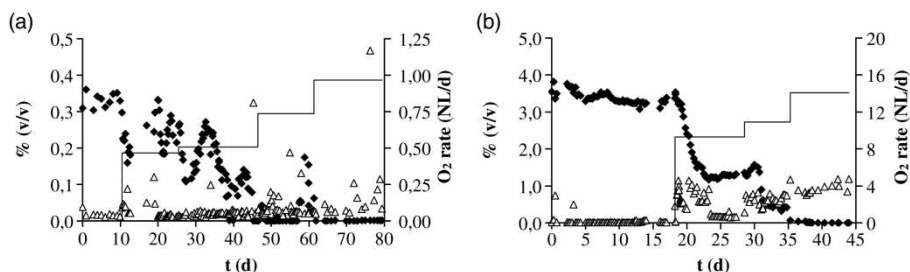 (a)
% (v/v)
0,5
0,4
0,3
0,2
0,1
0,0
0 10 20 30 40 50 60 70 80
t (d)
1,25
1,00
0,75
0,50
0,25
0,00
O2 rate (NL/d)
(b)
% (v/v)
5,0
4,0
3,0
2,0
1,0
0,0
0 5 10 15 20 25 30 35 40 45
t (d)
20
16
12
8
4
0
O2 rate (NL/d)